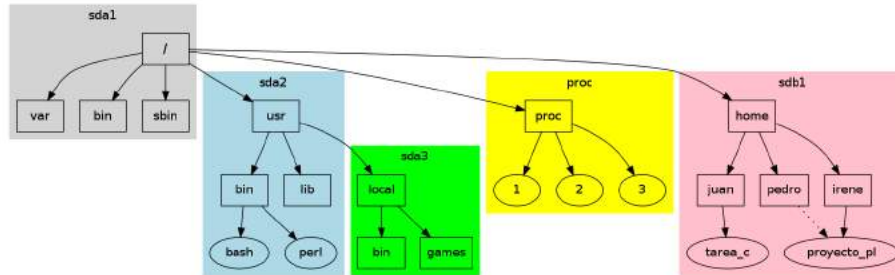 sda1
/
var
bin
sbin
sda2
usr
bin
lib
bash
perl
sda3
local
bin
games
proc
proc
1
2
3
sdb1
home
juan
pedro
irene
tarea_c
proyecto_pl